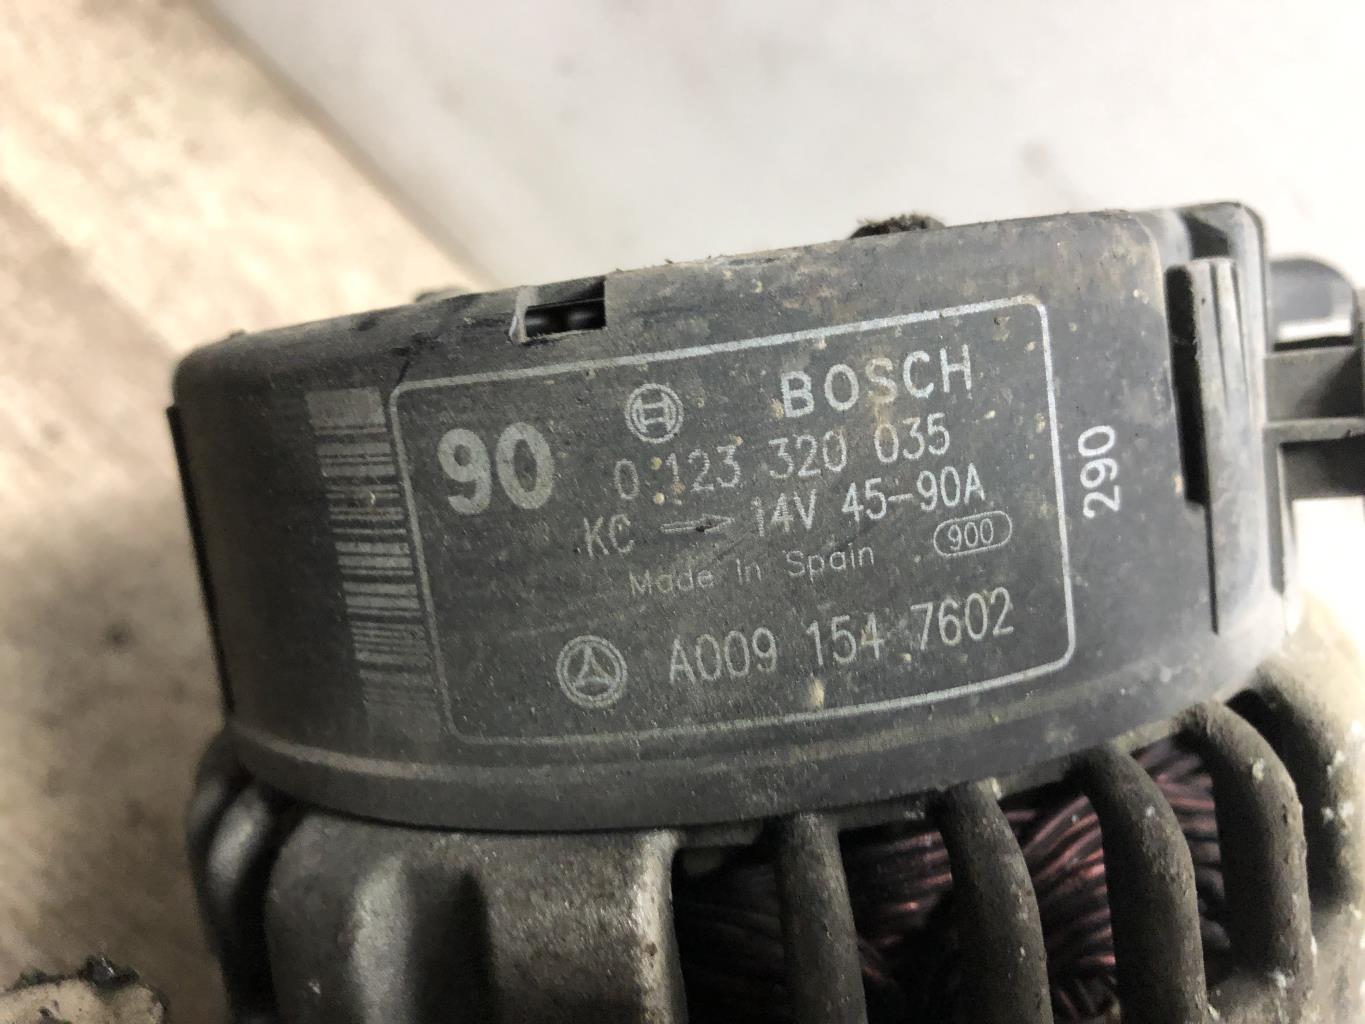 90
BOSCH
0 123 320 035
KC 14V 45-90A
Made In Spain 900
A009 154 7602
290